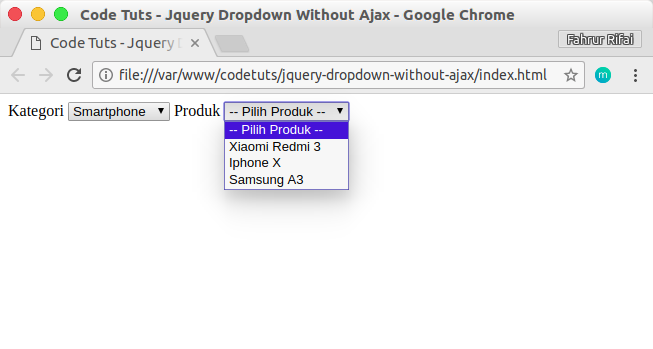 Code Tuts - Jquery Dropdown Without Ajax - Google Chrome
Code Tuts - Jquery D
Fahrur Rifai
file:///var/www/codetuts/jquery-dropdown-without-ajax/index.html
m
Kategori Smartphone Produk -- Pilih Produk --
-- Pilih Produk --
Xiaomi Redmi 3
Iphone X
Samsung A3